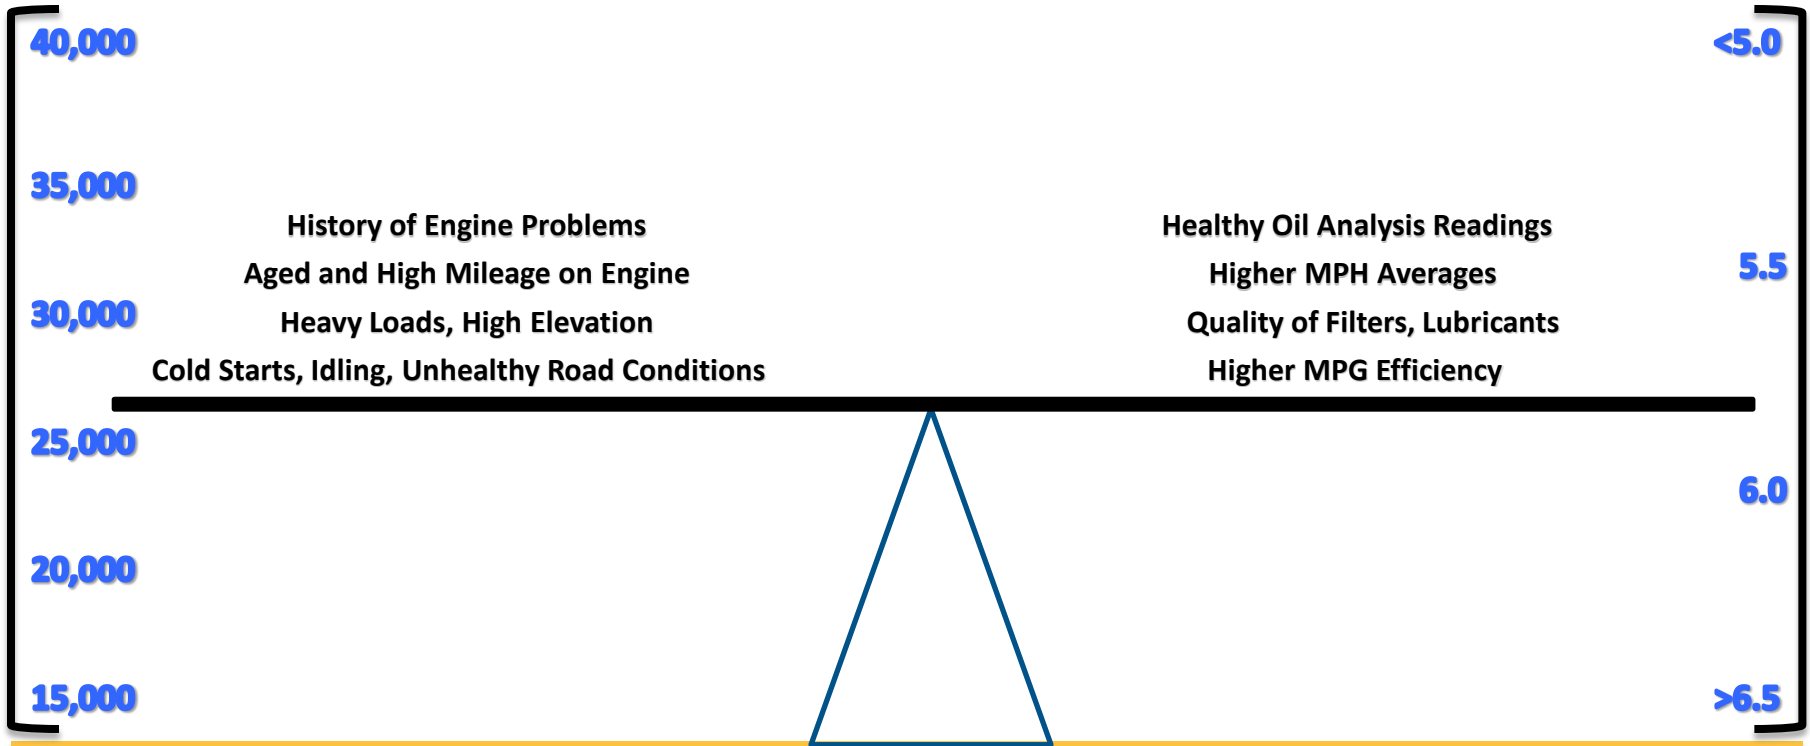 40,000
35,000
30,000
25,000
20,000
15,000
History of Engine Problems
Aged and High Mileage on Engine
Heavy Loads, High Elevation
Cold Starts, Idling, Unhealthy Road Conditions
Healthy Oil Analysis Readings
Higher MPH Averages
Quality of Filters, Lubricants
Higher MPG Efficiency
<5.0
5.5
6.0
>6.5